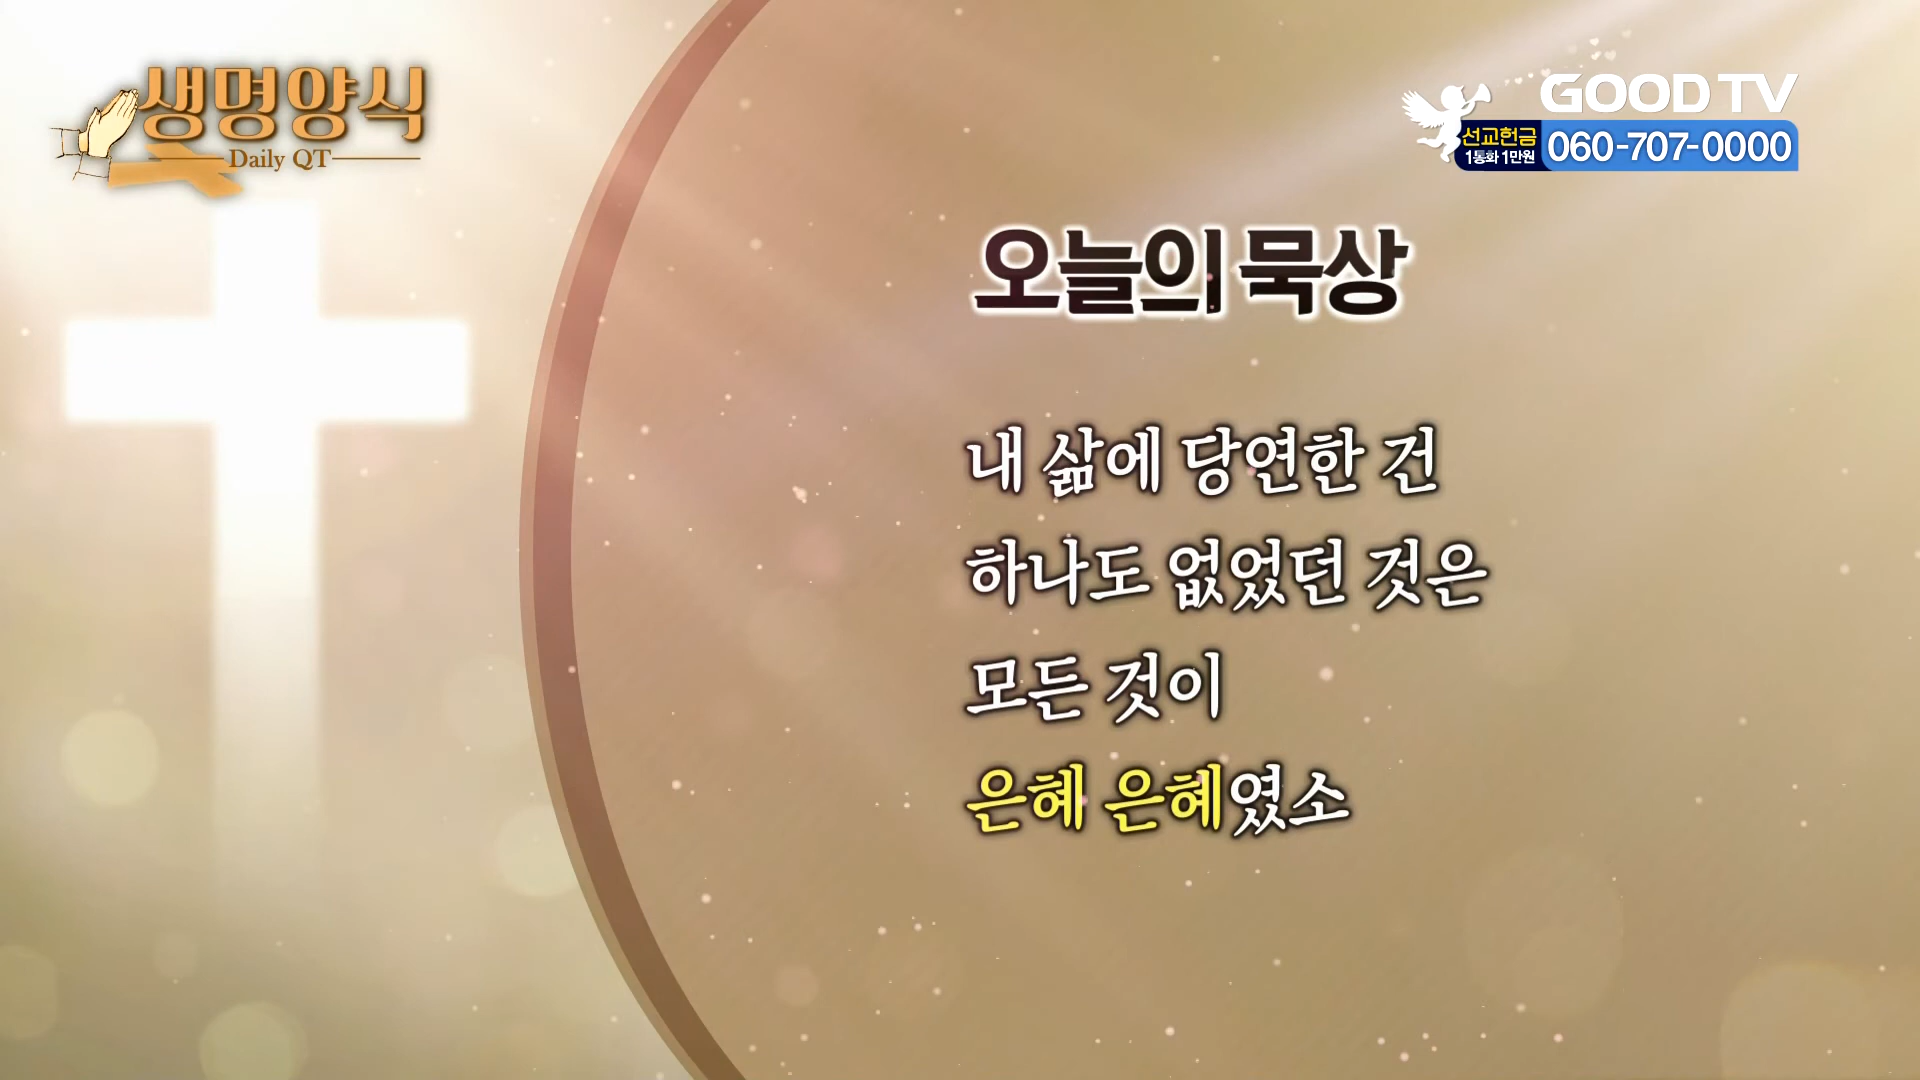 생명양식
Daily QT
GOOD TV
선교헌금
1통화 1만원
060-707-0000
오늘의 묵상
내 삶에 당연한 건
하나도 없었던 것은
모든 것이
은혜 은혜였소